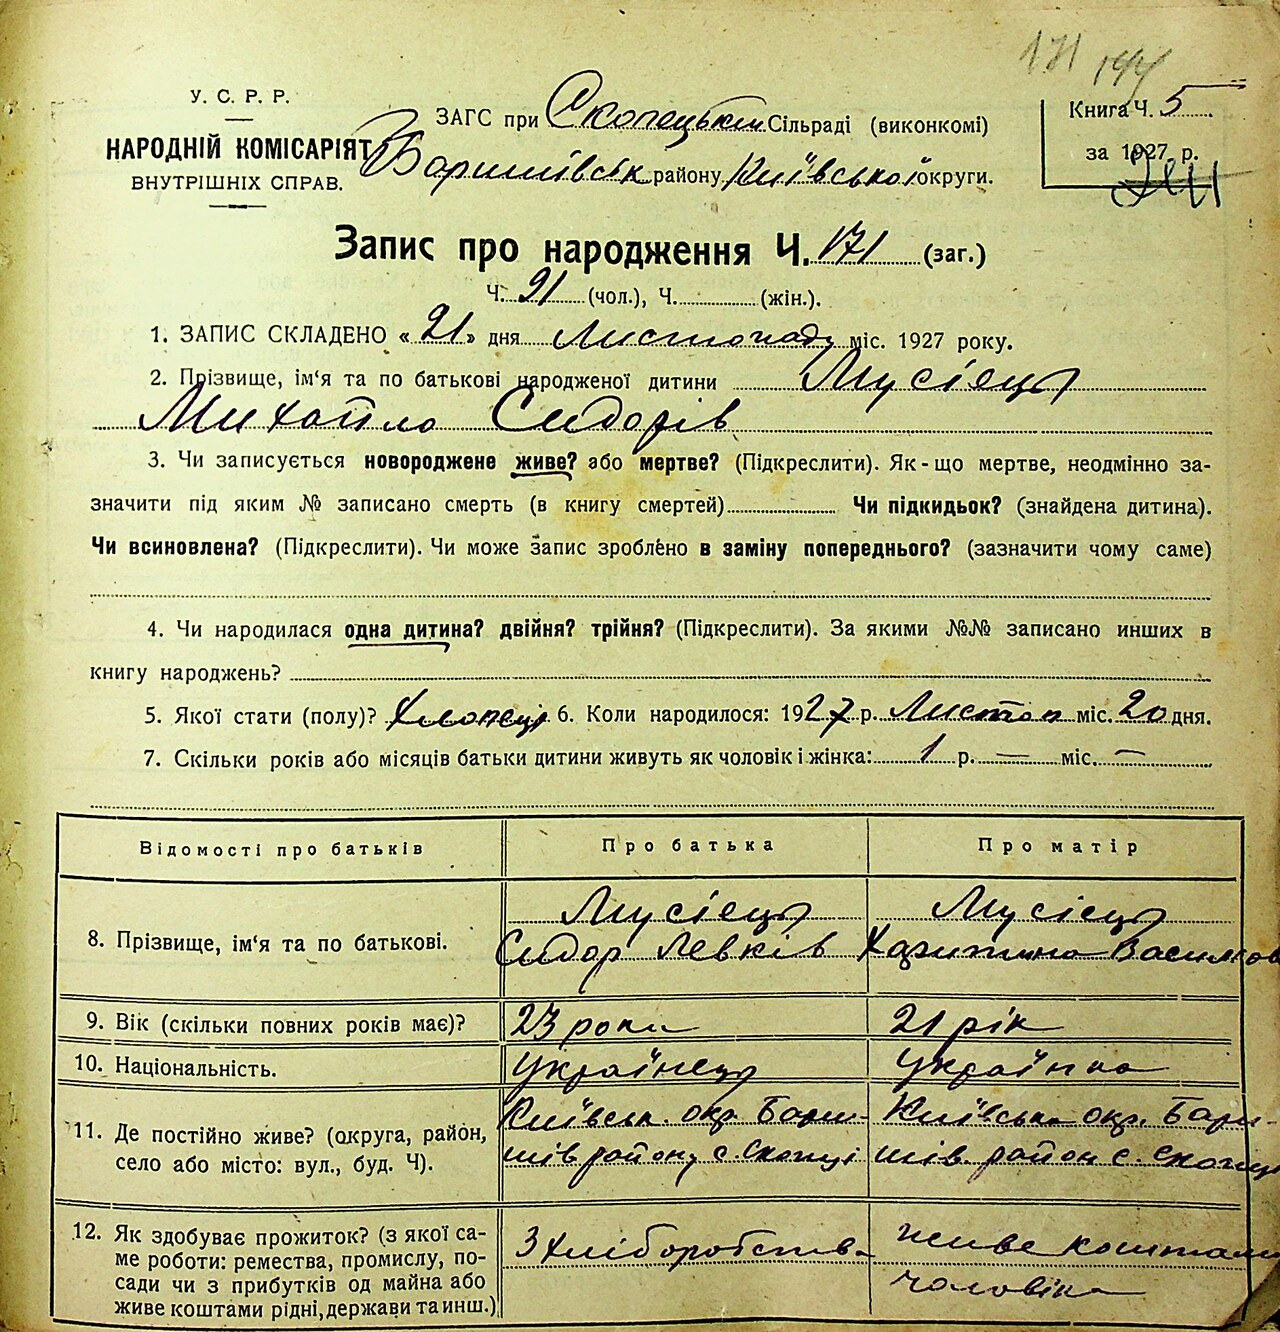 171 144
У. С. Р. Р.
НАРОДНІЙ КОМІСАРІЯТ
ВНУТРІШНІХ СПРАВ.
ЗАГС при Скопецьким Сільраді (виконкомі)
Баришівськ району, Київської округи.
Книга Ч. 5
за 1927 р.
Запис про народження Ч. 171 (заг.)
Ч. 91 (чол.), Ч. (жін.).
1. ЗАПИС СКЛАДЕНО «21» дня Листопаду міс. 1927 року.
2. Прізвище, ім‘я та по батькові народженої дитини Мусієць
Михайло Сидорів
3. Чи записується новороджене живе? або мертве? (Підкреслити). Як-що мертве, неодмінно за-
значити під яким № записано смерть (в книгу смертей) Чи підкидьок? (знайдена дитина).
Чи всиновлена? (Підкреслити). Чи може запис зроблено в заміну попереднього? (зазначити чому саме)
4. Чи народилася одна дитина? двійня? трійня? (Підкреслити). За якими №№ записано инших в
книгу народжень?
5. Якої стати (полу)? Хлопець 6. Коли народилося: 1927 р. Листоп міс. 20 дня.
7. Скільки років або місяців батьки дитини живуть як чоловік і жінка: 1 р. — міс. —
Відомості про батьків Про батька Про матір
8. Прізвище, ім‘я та по батькові.
Мусієць
Сидор Левків
Мусієць
Харитина Василіов
9. Вік (скільки повних років має)? 23 роки 21 рік
10. Національність. Українець Українка
11. Де постійно живе? (округа, район,
село або місто: вул., буд. Ч).
Київськ. окр. Бари-
шів району с. Скопці
Київська окр. Бари-
шів. район с. Скопці
12. Як здобуває прожиток? (з якої са-
ме роботи: ремества, промислу, по-
сади чи з прибутків од майна або
живе коштами рідні, держави та инш.)
З хліборобства
живе коштами
чоловіка